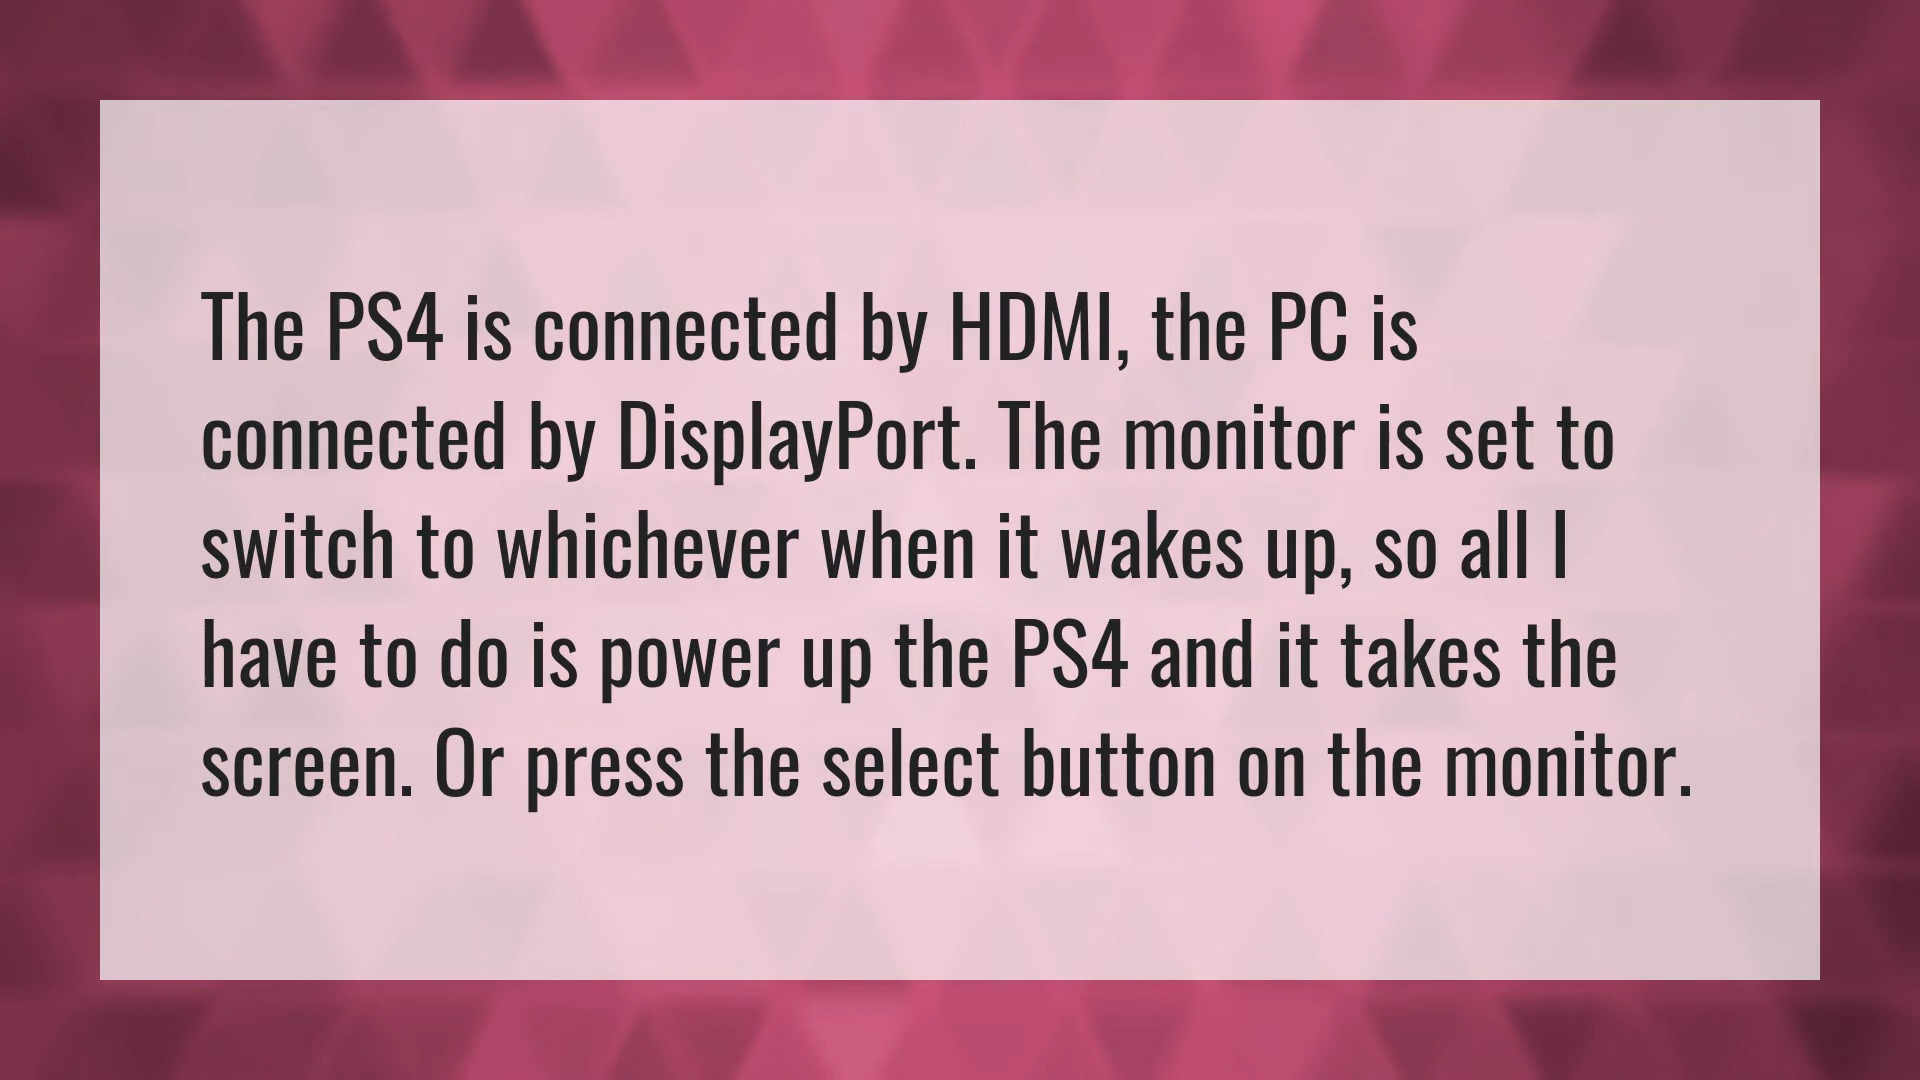 The PS4 is connected by HDMI, the PC is
connected by DisplayPort. The monitor is set to
switch to whichever when it wakes up, so all I
have to do is power up the PS4 and it takes the
screen. Or press the select button on the monitor.